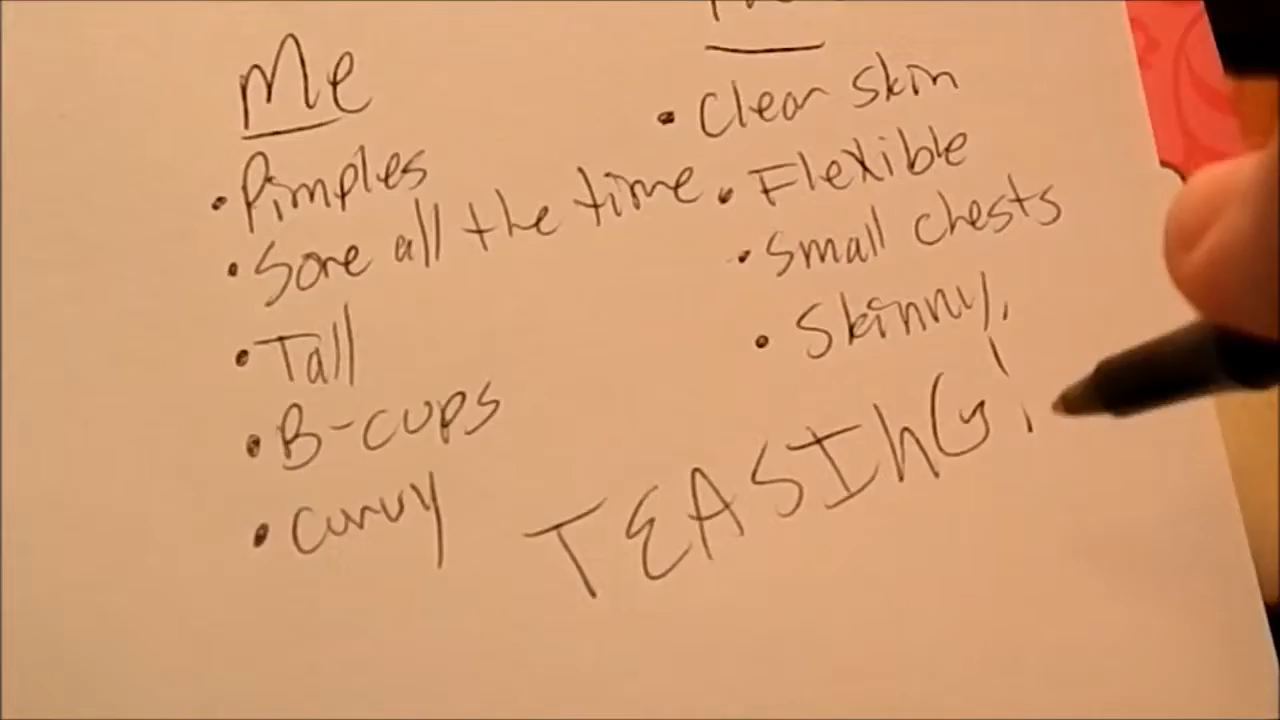 Me
• Pimples
• Sore all the time
• Tall
• B-cups
• Curvy
• Clear skin
• Flexible
• Small chests
• Skinny,
TEASING!